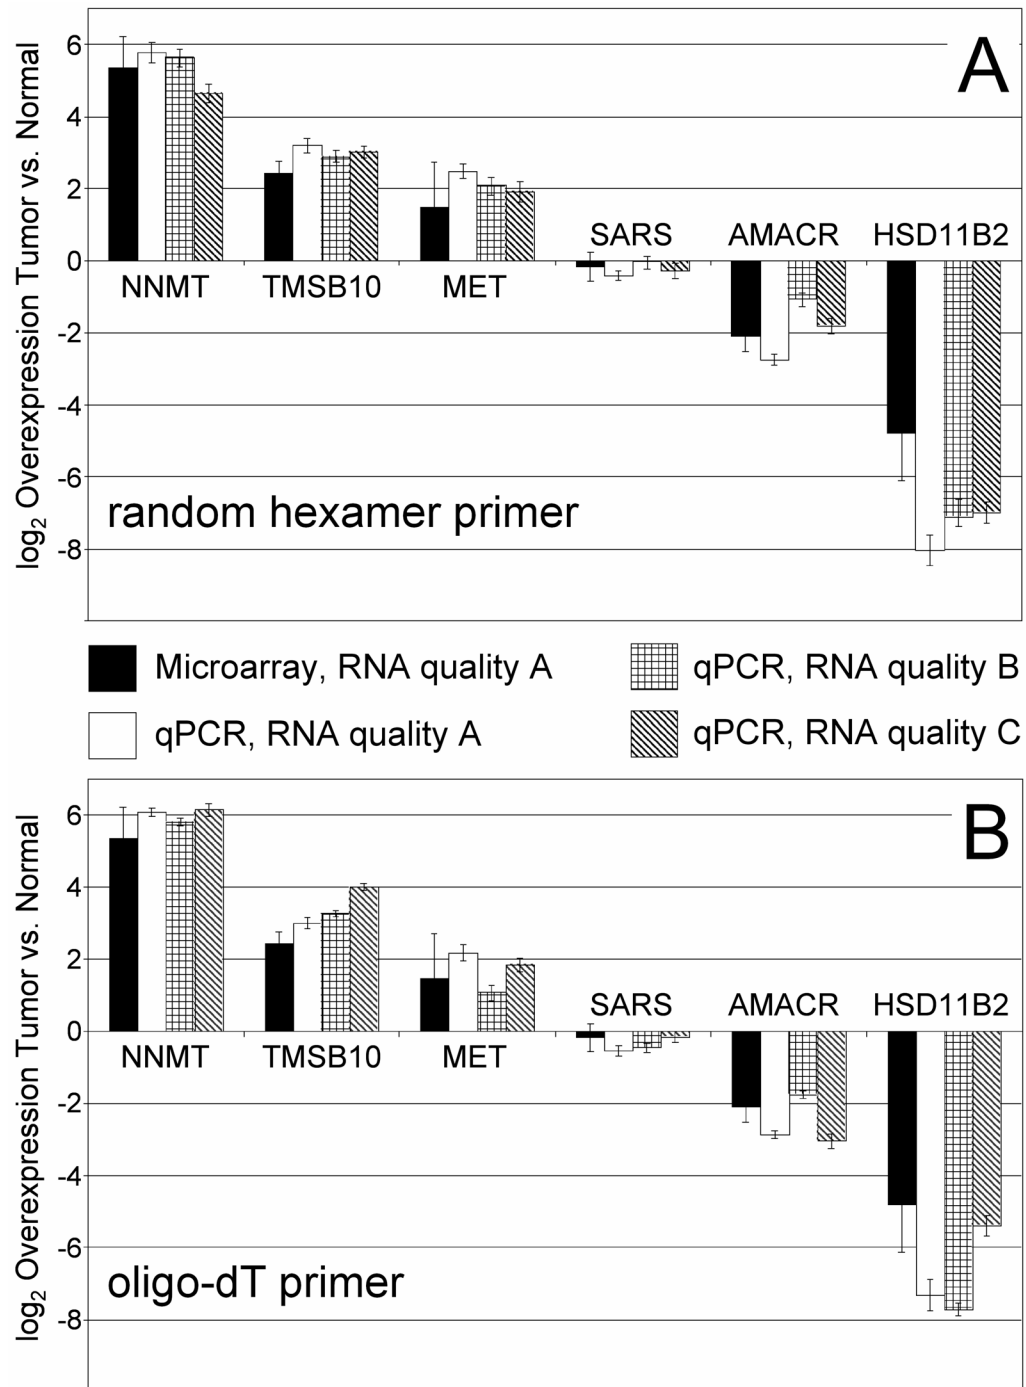 A
log2 Overexpression Tumor vs. Normal
6
4
2
0
-2
-4
-6
-8
SARS AMACR HSD11B2
NNMT TMSB10 MET
random hexamer primer
Microarray, RNA quality A
qPCR, RNA quality B
qPCR, RNA quality A
qPCR, RNA quality C
B
log2 Overexpression Tumor vs. Normal
6
4
2
0
-2
-4
-6
-8
SARS AMACR HSD11B2
NNMT TMSB10 MET
oligo-dT primer